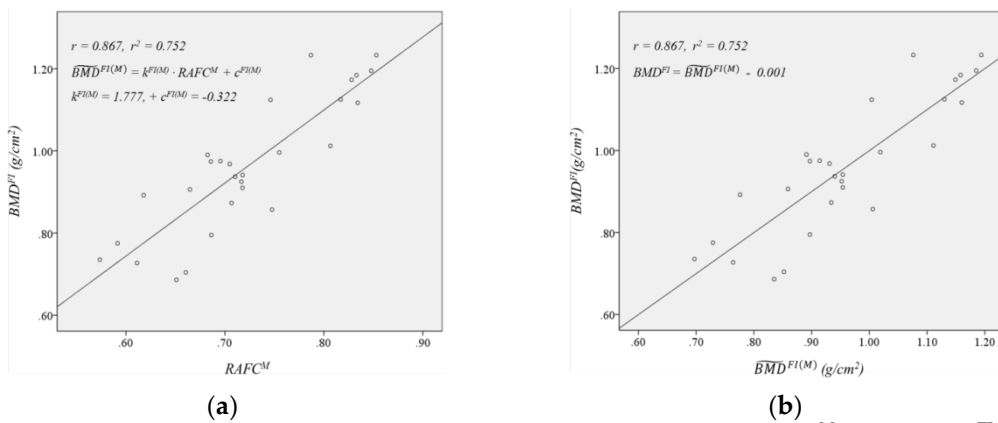 r = 0.867, r² = 0.752
B͠M͠D^FI(M) = k^FI(M) · RAFC^M + c^FI(M)
k^FI(M) = 1.777, + c^FI(M) = -0.322
BMD^FI (g/cm²)
1.20
1.00
.80
.60
.60 .70 .80 .90
RAFC^M
(a)
r = 0.867, r² = 0.752
BMD^FI = B͠M͠D^FI(M) - 0.001
BMD^FI(g/cm²)
1.20
1.00
.80
.60
.60 .70 .80 .90 1.00 1.10 1.20
B͠M͠D^FI(M) (g/cm²)
(b)